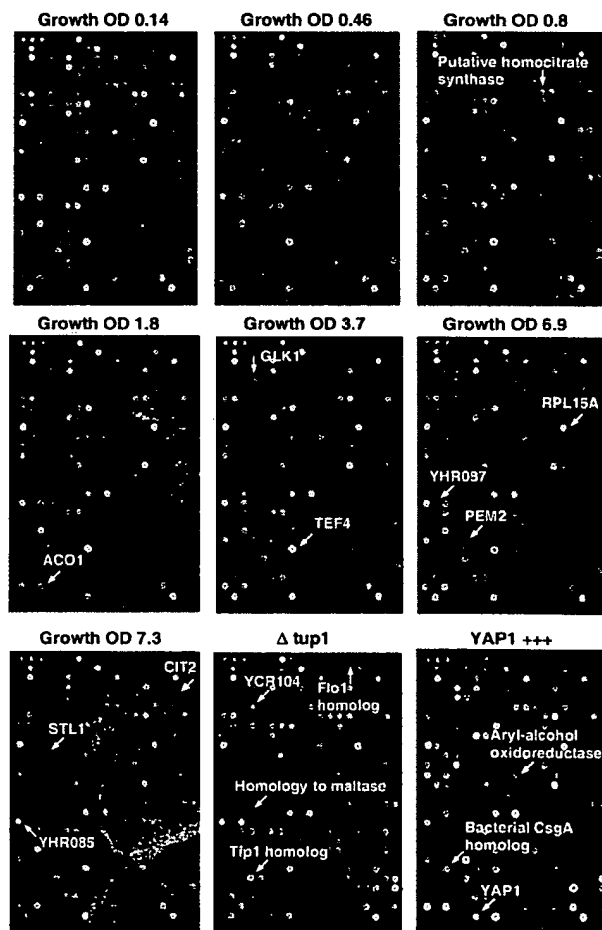 Growth OD 0.14
Growth OD 0.46
Growth OD 0.8
Putative homocitrate
synthase
Growth OD 1.8
Growth OD 3.7
Growth OD 6.9
GLK1
RPL15A
YHR087
PEM2
TEF4
ACO1
Growth OD 7.3
Δ tup1
YAP1 +++
CIT2
YCR104
Flo1
homolog
STL1
Aryl-alcohol
oxidoreductase
Homology to maltase
YHR085
Bacterial CsgA
homolog
Tip1 homolog
YAP1